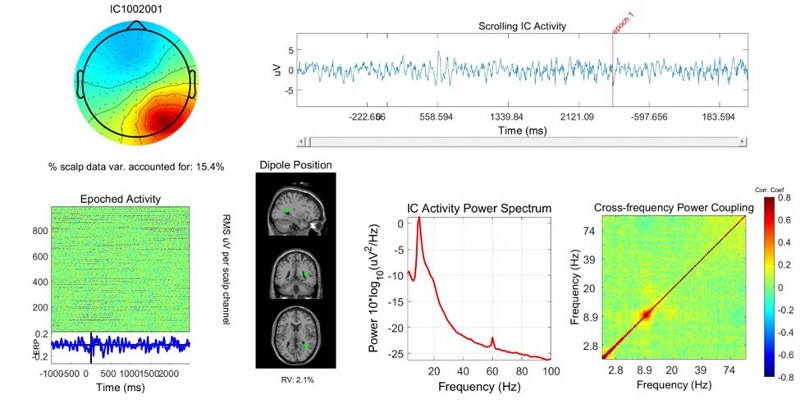 IC1002001
% scalp data var. accounted for: 15.4%
Scrolling IC Activity
epoch 1
uV
5
0
-5
-222.656
558.594
1339.84
2121.09
-597.656
183.594
Time (ms)
Epoched Activity
800
600
400
200
0.2
0.2
ERP
-1000-500 0 500 100015002000
Time (ms)
RMS uV per scalp channel
Dipole Position
RV: 2.1%
IC Activity Power Spectrum
Power 10*log10(uV2/Hz)
0
-5
-10
-15
-20
-25
20 40 60 80 100
Frequency (Hz)
Cross-frequency Power Coupling
Frequency (Hz)
74
39
20
8.9
2.8
2.8 8.9 20 39 74
Frequency (Hz)
Corr. Coef
0.8
0.6
0.4
0.2
0
-0.2
-0.4
-0.6
-0.8